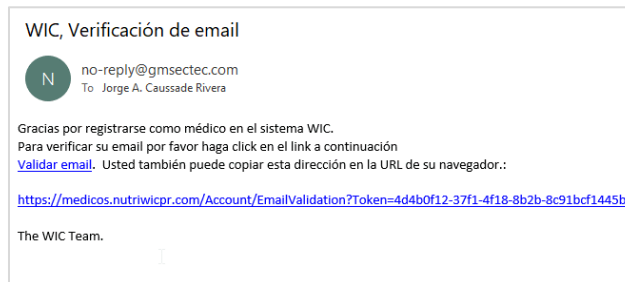 WIC, Verificación de email
N
no-reply@gmsectec.com
To Jorge A. Caussade Rivera
Gracias por registrarse como médico en el sistema WIC.
Para verificar su email por favor haga click en el link a continuación
Validar email. Usted también puede copiar esta dirección en la URL de su navegador.:
https://medicos.nutriwicpr.com/Account/EmailValidation?Token=4d4b0f12-37f1-4f18-8b2b-8c91bcf1445b
The WIC Team.